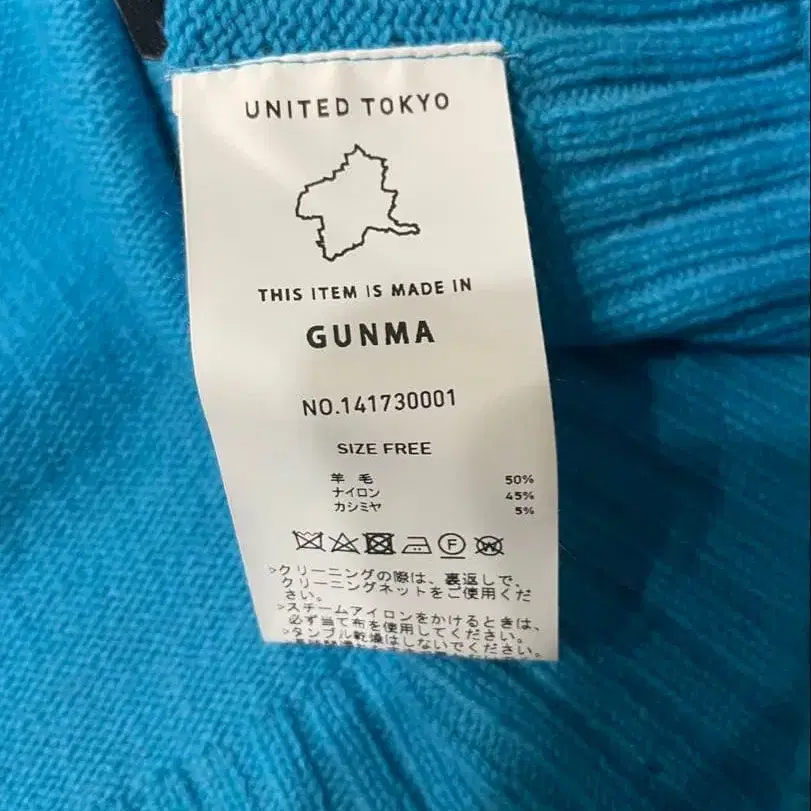 UNITED TOKYO
THIS ITEM IS MADE IN
GUNMA
NO.141730001
SIZE FREE
羊 毛 50%
ナイロン 45%
カシミヤ 5%
F W
>クリーニングの際は、裏返しで、
クリーニングネットをご使用くだ
さい。
>スチームアイロンをかけるときは、
必ず当て布を使用してください。
>タンブル乾燥はしないでください。